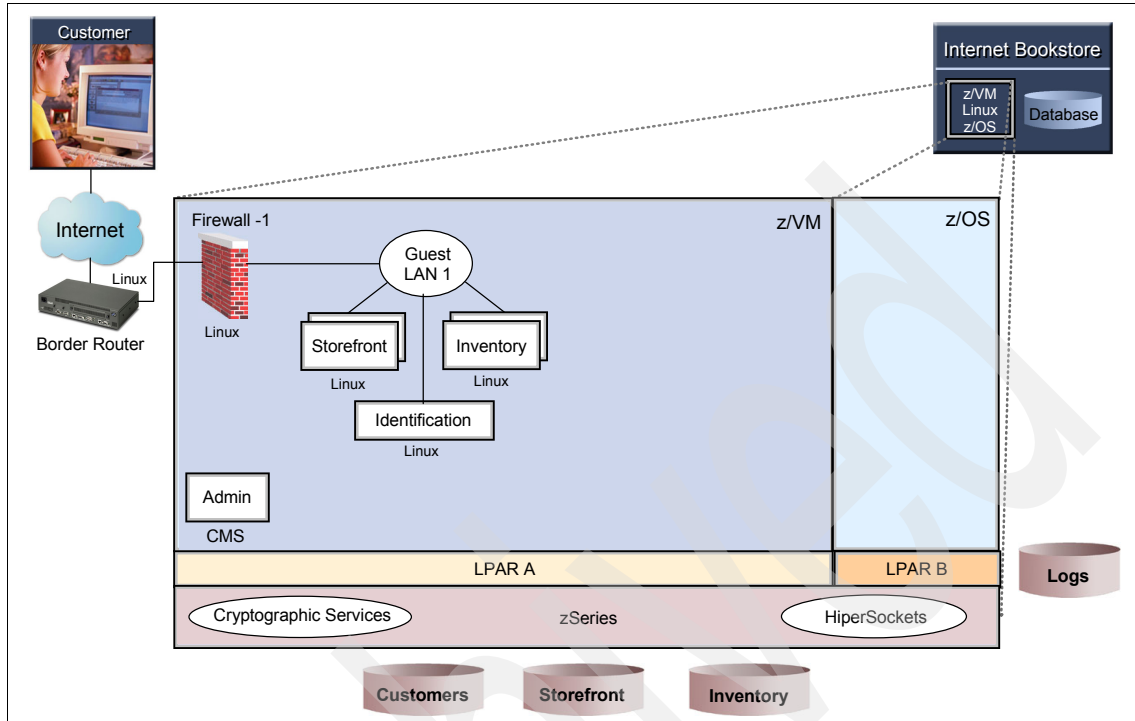 Customer
Internet Bookstore
z/VM
Linux
z/OS
Database
Internet
Linux
Border Router
Firewall -1
z/VM
z/OS
Guest
LAN 1
Linux
Storefront
Inventory
Linux
Linux
Identification
Linux
Admin
CMS
LPAR A
LPAR B
Logs
Cryptographic Services
zSeries
HiperSockets
Customers
Storefront
Inventory